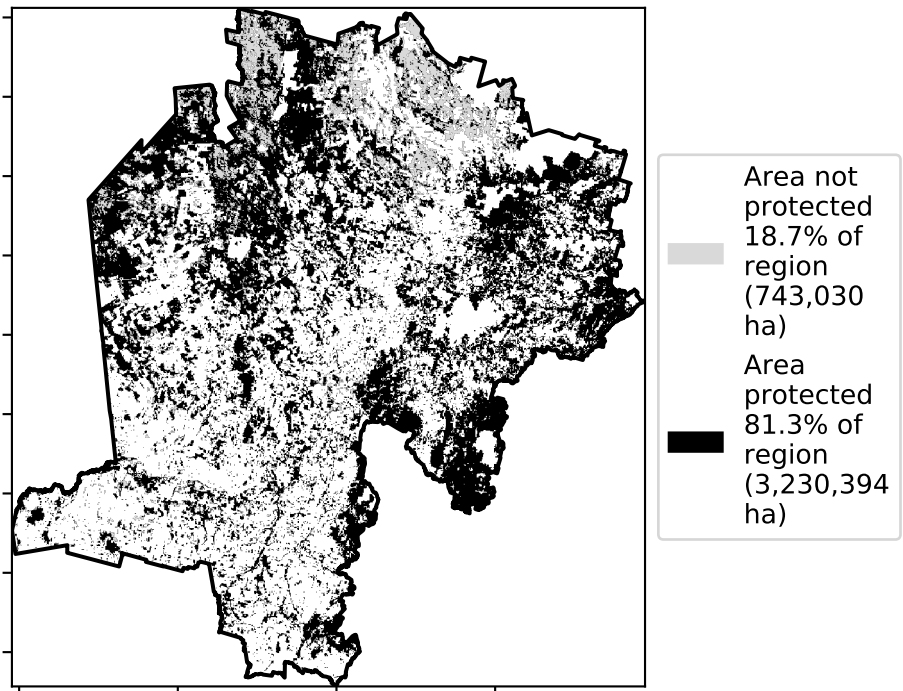 Area not
protected
18.7% of
region
(743,030
ha)
Area
protected
81.3% of
region
(3,230,394
ha)